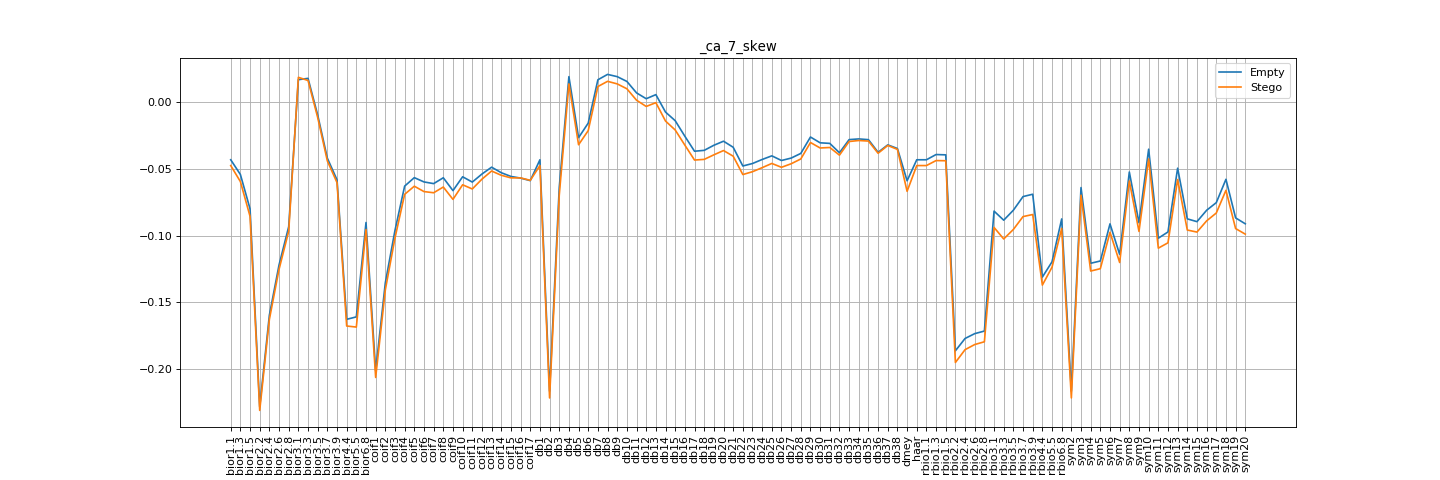 _ca_7_skew
Empty
Stego
0.00
−0.05
−0.10
−0.15
−0.20
bior1.1
bior1.3
bior1.5
bior2.2
bior2.4
bior2.6
bior2.8
bior3.1
bior3.3
bior3.5
bior3.7
bior3.9
bior4.4
bior5.5
bior6.8
coif1
coif2
coif3
coif4
coif5
coif6
coif7
coif8
coif9
coif10
coif11
coif12
coif13
coif14
coif15
coif16
coif17
db1
db2
db3
db4
db5
db6
db7
db8
db9
db10
db11
db12
db13
db14
db15
db16
db17
db18
db19
db20
db21
db22
db23
db24
db25
db26
db27
db28
db29
db30
db31
db32
db33
db34
db35
db36
db37
db38
dmey
haar
rbio1.1
rbio1.3
rbio1.5
rbio2.2
rbio2.4
rbio2.6
rbio2.8
rbio3.1
rbio3.3
rbio3.5
rbio3.7
rbio3.9
rbio4.4
rbio5.5
rbio6.8
sym2
sym3
sym4
sym5
sym6
sym7
sym8
sym9
sym10
sym11
sym12
sym13
sym14
sym15
sym16
sym17
sym18
sym19
sym20